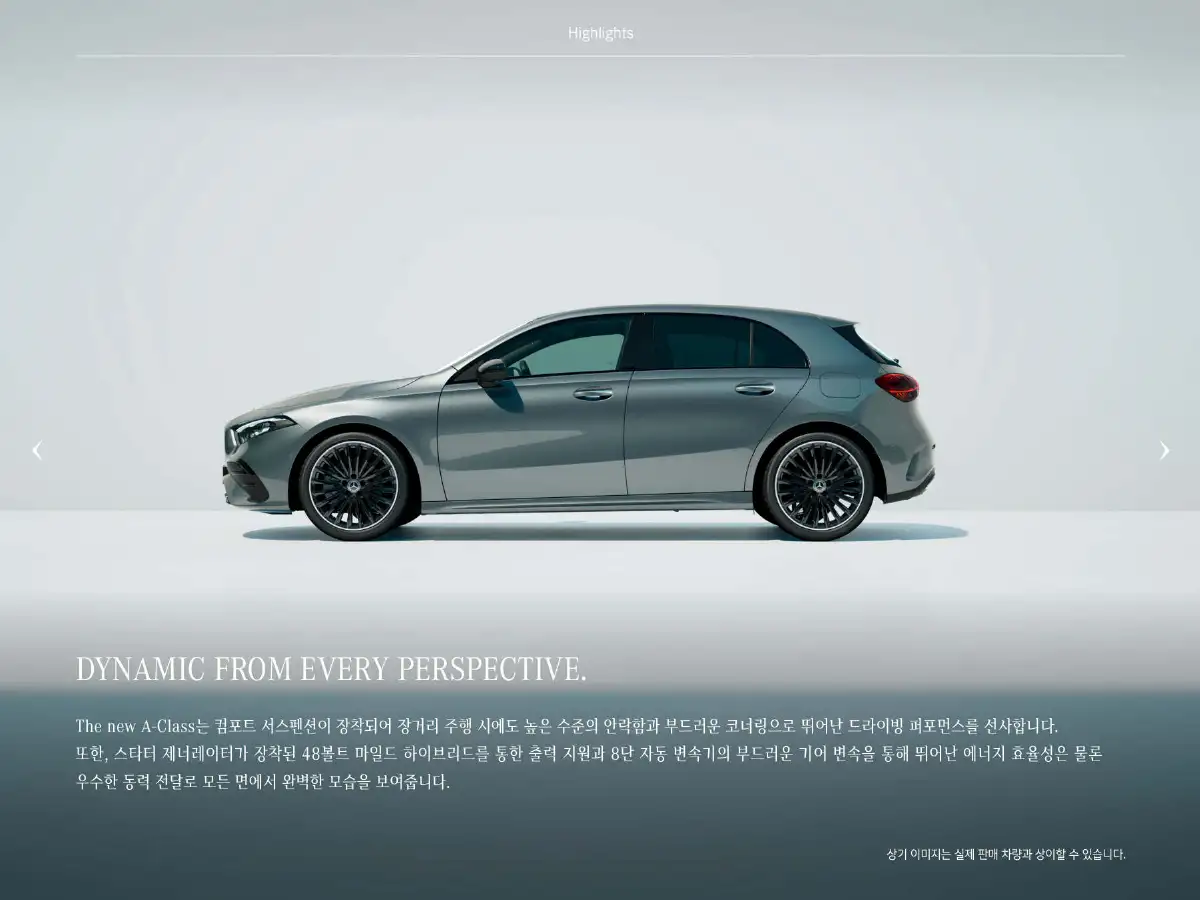 Highlights
DYNAMIC FROM EVERY PERSPECTIVE.
The new A-Class는 컴포트 서스펜션이 장착되어 장거리 주행 시에도 높은 수준의 안락함과 부드러운 코너링으로 뛰어난 드라이빙 퍼포먼스를 선사합니다.
또한, 스타터 제너레이터가 장착된 48볼트 마일드 하이브리드를 통한 출력 지원과 8단 자동 변속기의 부드러운 기어 변속을 통해 뛰어난 에너지 효율성은 물론
우수한 동력 전달로 모든 면에서 완벽한 모습을 보여줍니다.
상기 이미지는 실제 판매 차량과 상이할 수 있습니다.